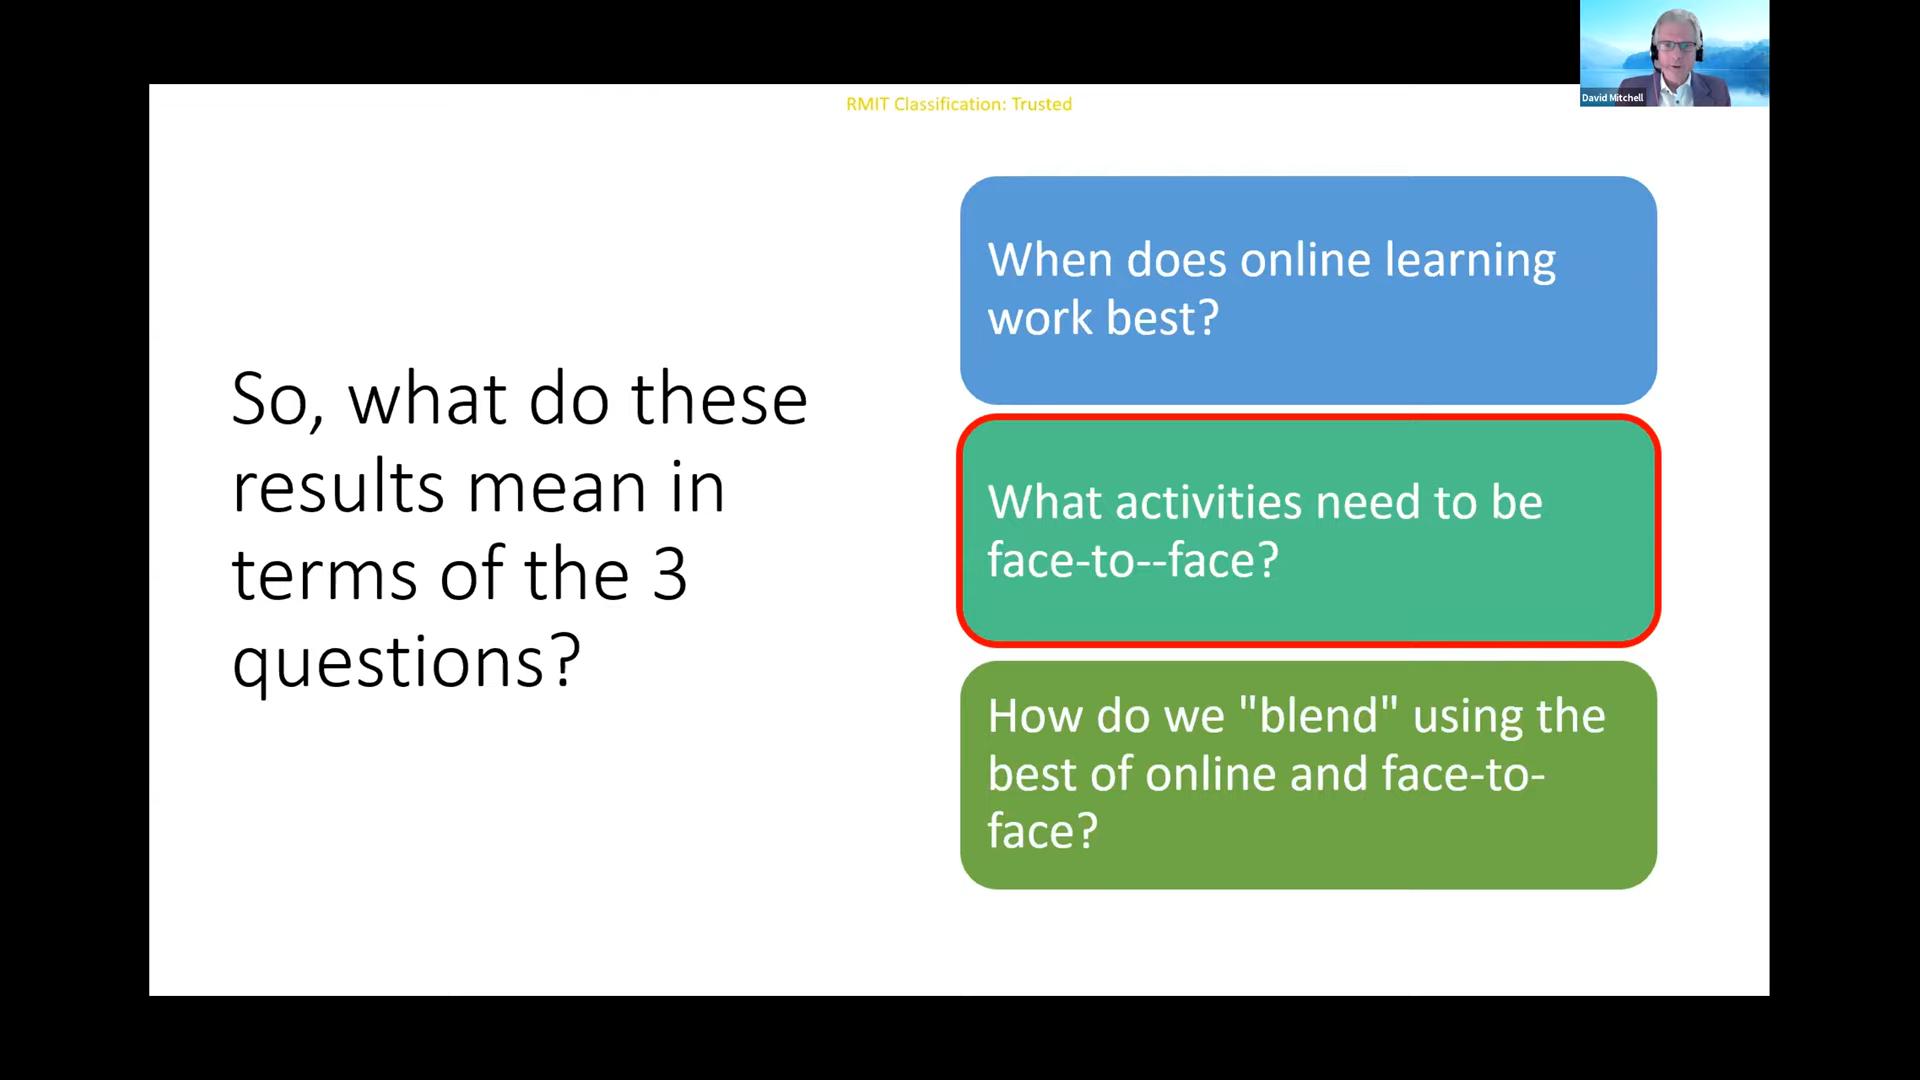 RMIT Classification: Trusted
David Mitchell
So, what do these
results mean in
terms of the 3
questions?
When does online learning
work best?
What activities need to be
face-to--face?
How do we "blend" using the
best of online and face-to-
face?